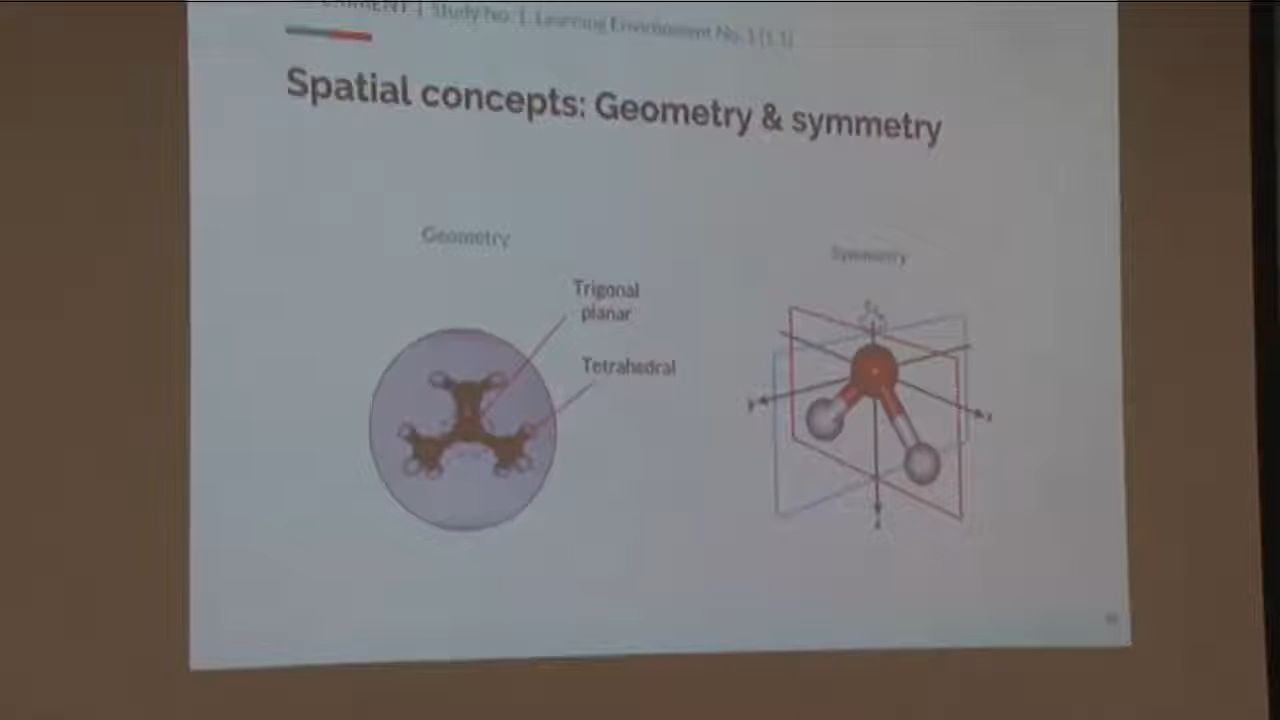 Study No. 1. Learning Environment No. 1 [1.1]
Spatial concepts: Geometry & symmetry
Geometry
Symmetry
Trigonal
planar
Tetrahedral
y
x
z